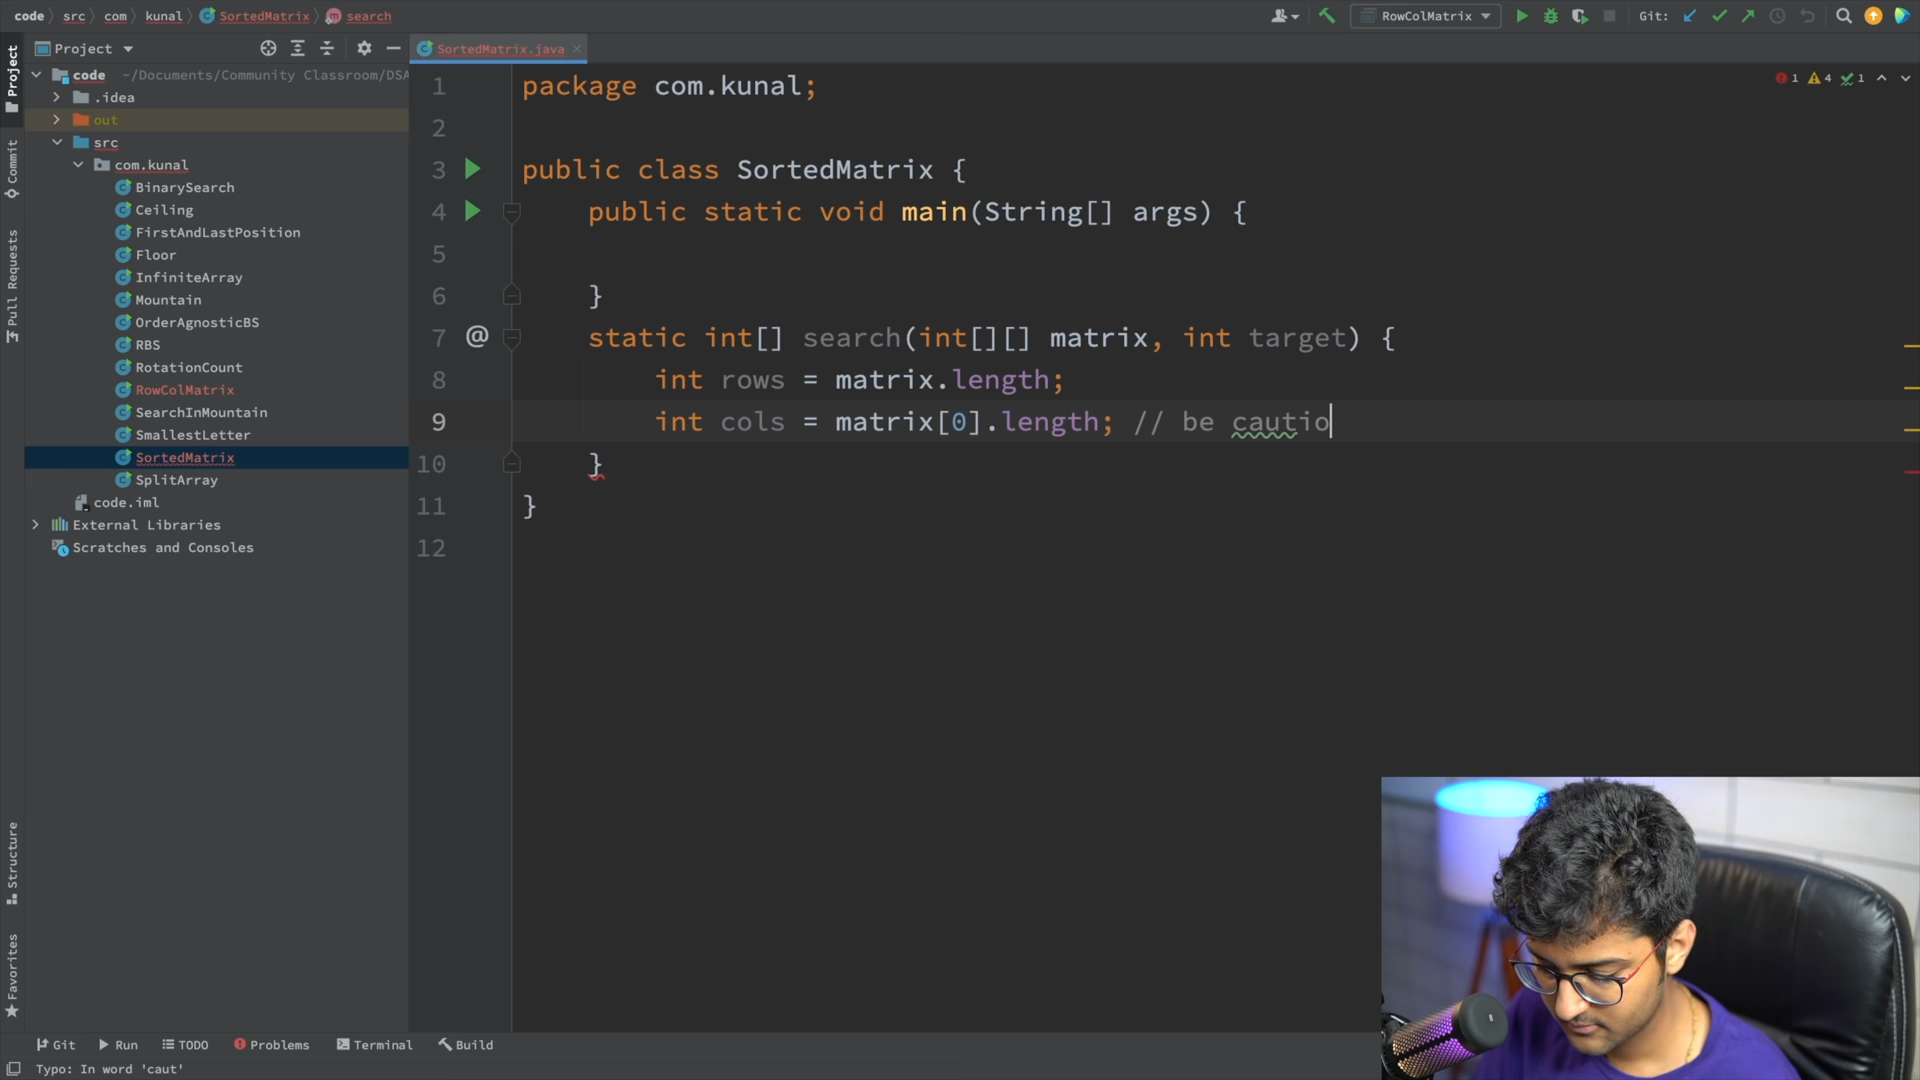 code src com kunal SortedMatrix search RowColMatrix Git:
Project SortedMatrix.java
code ~/Documents/Community Classroom/DSA
.idea
out
src
com.kunal
BinarySearch
Ceiling
FirstAndLastPosition
Floor
InfiniteArray
Mountain
OrderAgnosticBS
RBS
RotationCount
RowColMatrix
SearchInMountain
SmallestLetter
SortedMatrix
SplitArray
code.iml
External Libraries
Scratches and Consoles
Project
Commit
Pull Requests
Structure
Favorites
1 4 1
1 package com.kunal;
2
3 public class SortedMatrix {
4 public static void main(String[] args) {
5
6 }
7 @ static int[] search(int[][] matrix, int target) {
8 int rows = matrix.length;
9 int cols = matrix[0].length; // be cautio
10 }
11 }
12
Git Run TODO Problems Terminal Build
Typo: In word 'caut'